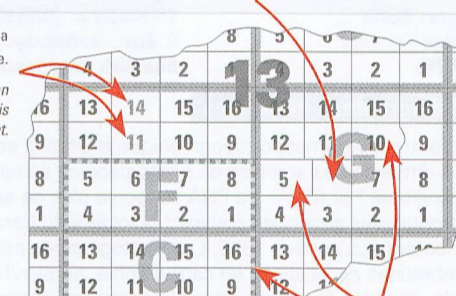 a
8 5 6 7
e. 4 3 2 1 4 3 2 1
13
n
is 16 13 14 15 16 13 14 15 16
t. 9 12 11 10 9 12 11 10 9
G
8 5 6 7 8 5 7 8
F
1 4 3 2 1 4 3 2 1
16 13 14 15 16 13 14 15 16
C
9 12 11 10 9 12